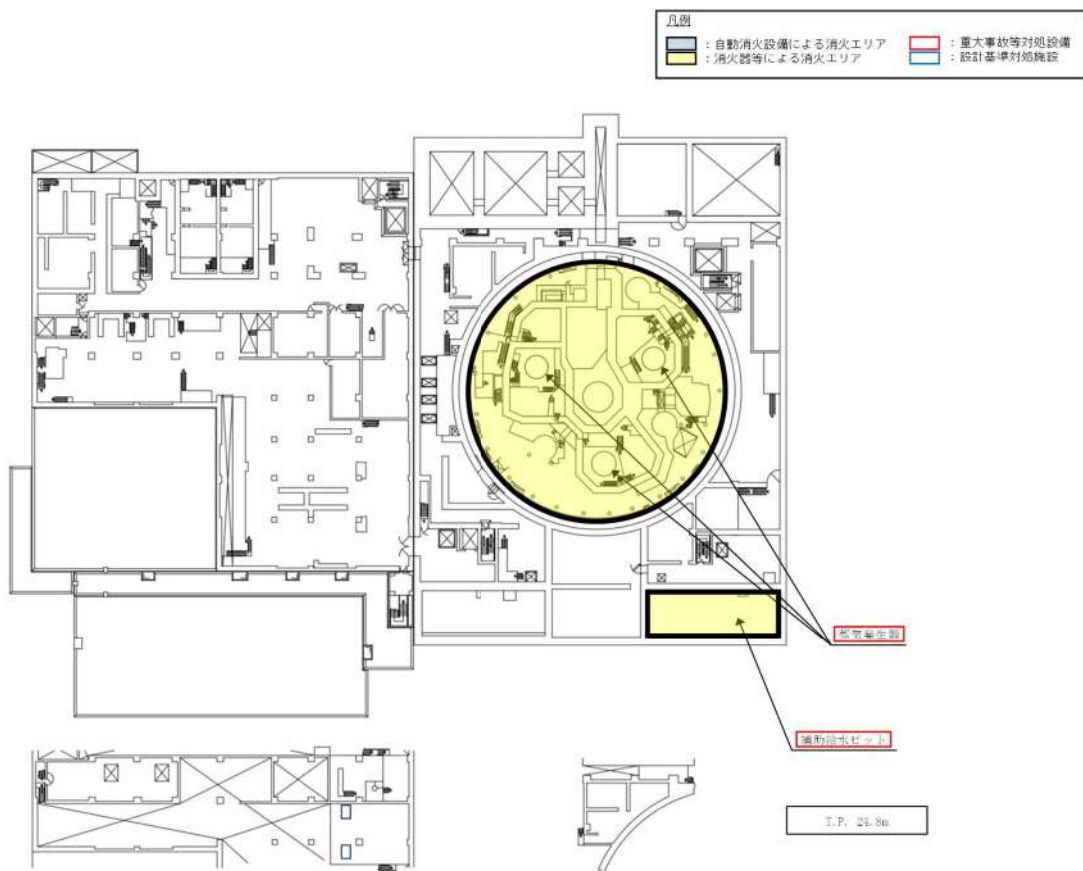 凡例
：自動消火設備による消火エリア
：重大事故等対処設備
：消火器等による消火エリア
：設計基準対処施設
蒸気発生器
補助給水ピット
T.P. 24.8m